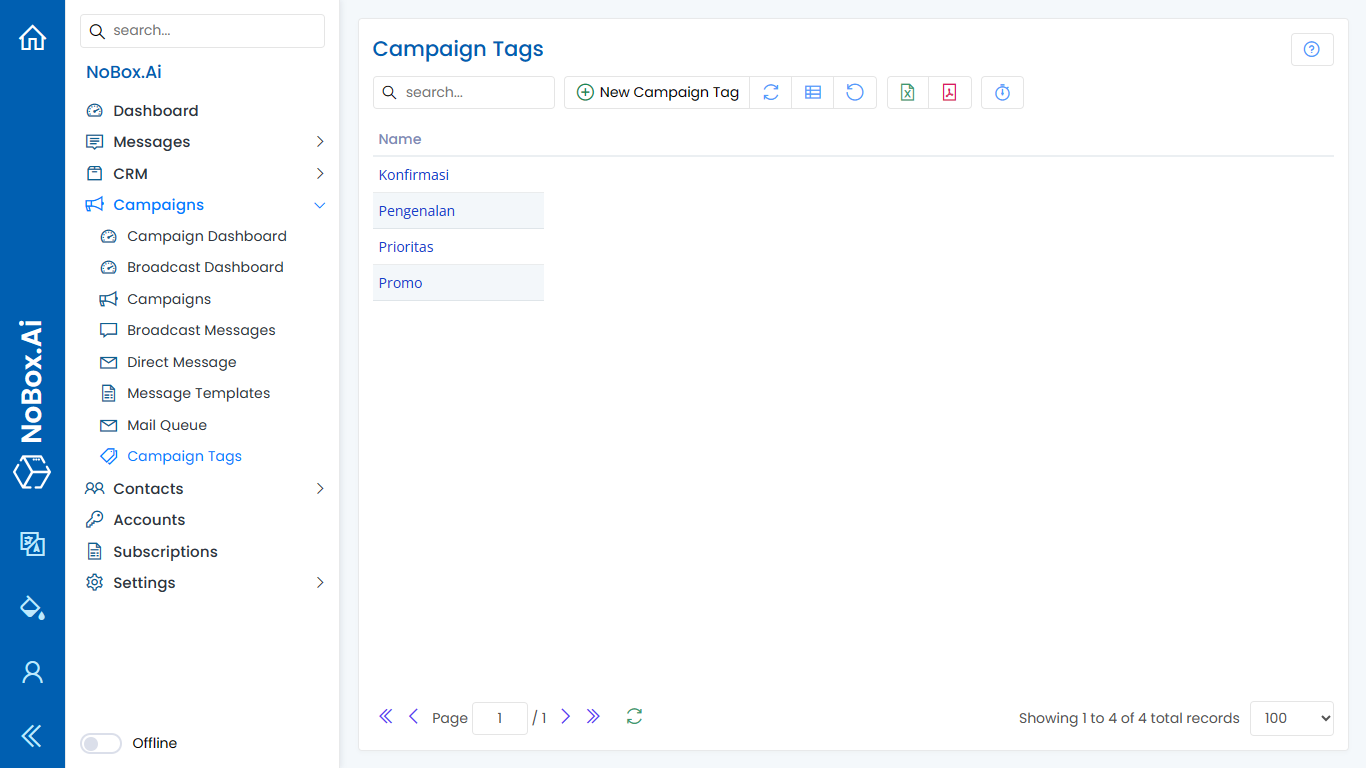 search...
NoBox.Ai
Dashboard
Messages
CRM
Campaigns
Campaign Dashboard
Broadcast Dashboard
Campaigns
Broadcast Messages
Direct Message
Message Templates
Mail Queue
Campaign Tags
Contacts
Accounts
Subscriptions
Settings
Offline
NoBox.Ai
Campaign Tags
search...
New Campaign Tag
Name
Konfirmasi
Pengenalan
Prioritas
Promo
Page 1 / 1
Showing 1 to 4 of 4 total records 100